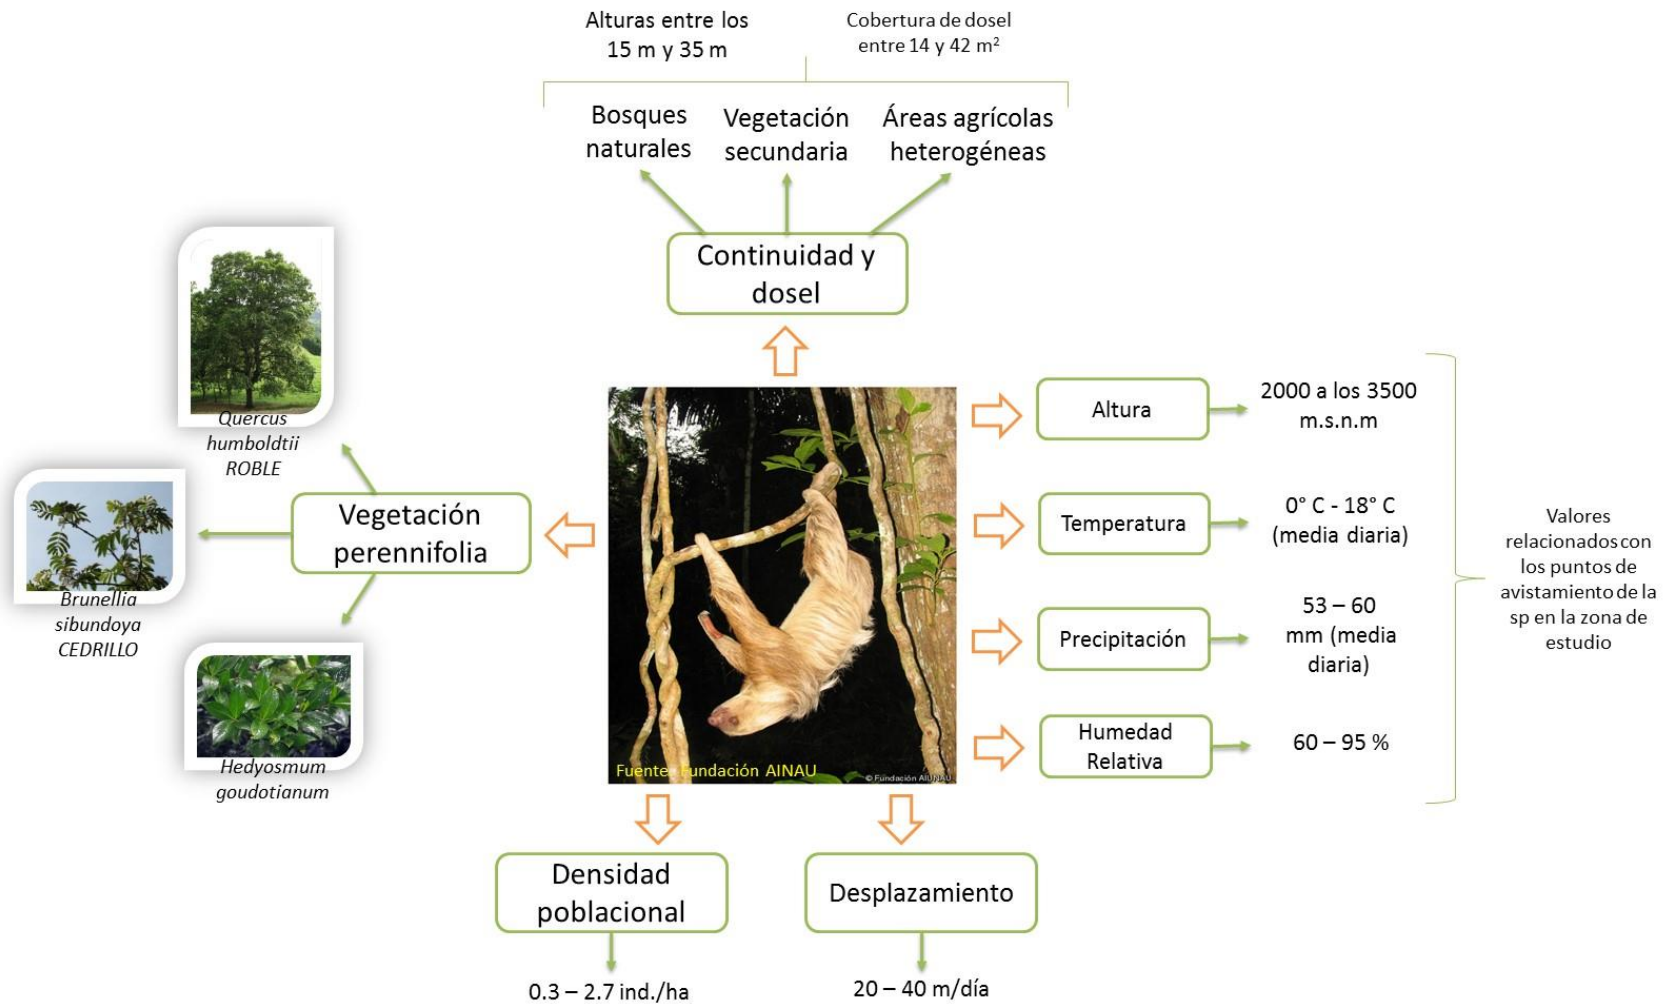 Alturas entre los
15 m y 35 m
Cobertura de dosel
entre 14 y 42 m²
Bosques
naturales
Vegetación
secundaria
Áreas agrícolas
heterogéneas
Continuidad y
dosel
Quercus
humboldtii
ROBLE
Brunellia
sibundoya
CEDRILLO
Hedyosmum
goudotianum
Vegetación
perennifolia
Fuente: Fundación AINAU
© Fundación AIUNAU
Altura
2000 a los 3500
m.s.n.m
Temperatura
0° C - 18° C
(media diaria)
Precipitación
53 – 60
mm (media
diaria)
Humedad
Relativa
60 – 95 %
Valores
relacionados con
los puntos de
avistamiento de la
sp en la zona de
estudio
Densidad
poblacional
0.3 – 2.7 ind./ha
Desplazamiento
20 – 40 m/día